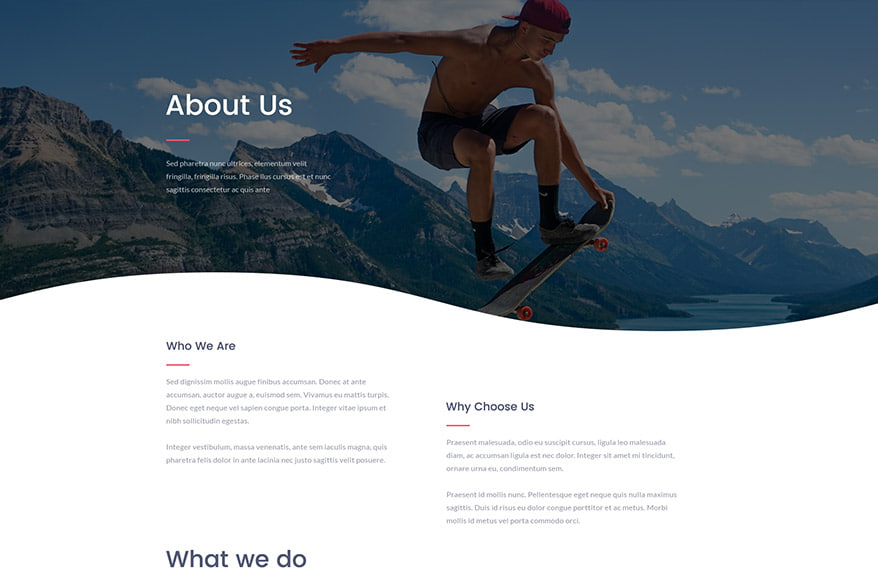 About Us
Sed pharetra nunc ultrices, elementum velit
fringilla, fringilla risus. Phase llus cursus est et nunc
sagittis consectetur ac quis ante
Who We Are
Sed dignissim mollis augue finibus accumsan. Donec at ante
accumsan, auctor augue a, euismod sem. Vivamus eu mattis turpis.
Donec eget neque vel sapien congue porta. Integer vitae ipsum et
nibh sollicitudin egestas.
Integer vestibulum, massa venenatis, ante sem iaculis magna, quis
pharetra felis dolor in ante lacinia nec justo sagittis velit posuere.
Why Choose Us
Praesent malesuada, odio eu suscipit cursus, ligula leo malesuada
diam, ac accumsan ligula est nec dolor. Integer sit amet mi tincidunt,
ornare urna eu, condimentum sem.
Praesent id mollis nunc. Pellentesque eget neque quis nulla maximus
sagittis. Duis id risus eu dolor congue porttitor et ac metus. Morbi
mollis id metus vel porta commodo orci.
What we do